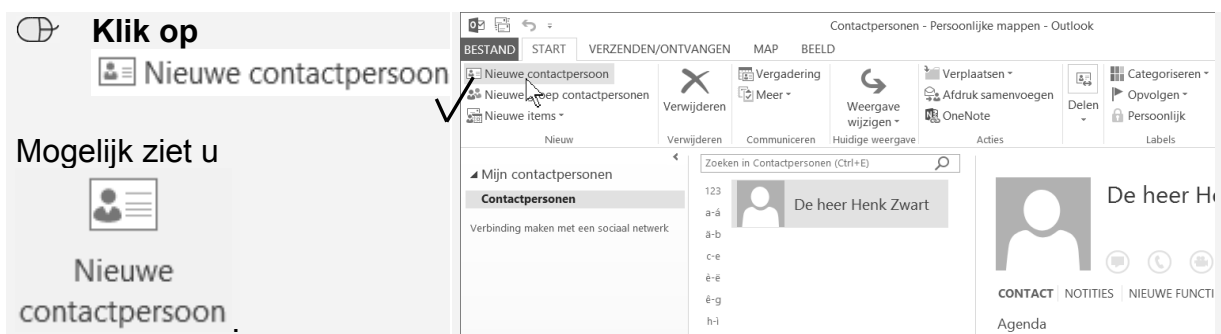 Klik op
Nieuwe contactpersoon
Mogelijk ziet u
Nieuwe
contactpersoon.
Contactpersonen - Persoonlijke mappen - Outlook
BESTAND START VERZENDEN/ONTVANGEN MAP BEELD
Nieuwe contactpersoon
Nieuwe groep contactpersonen
Nieuwe items
Nieuw
Verwijderen
Verwijderen
Vergadering
Meer
Communiceren
Weergave
wijzigen
Huidige weergave
Verplaatsen
Afdruk samenvoegen
OneNote
Acties
Delen
Categoriseren
Opvolgen
Persoonlijk
Labels
Mijn contactpersonen
Contactpersonen
Verbinding maken met een sociaal netwerk
Zoeken in Contactpersonen (Ctrl+E)
123
a-á
ä-b
c-e
è-ë
ê-g
h-ì
De heer Henk Zwart
De heer He
CONTACT NOTITIES NIEUWE FUNCTI
Agenda